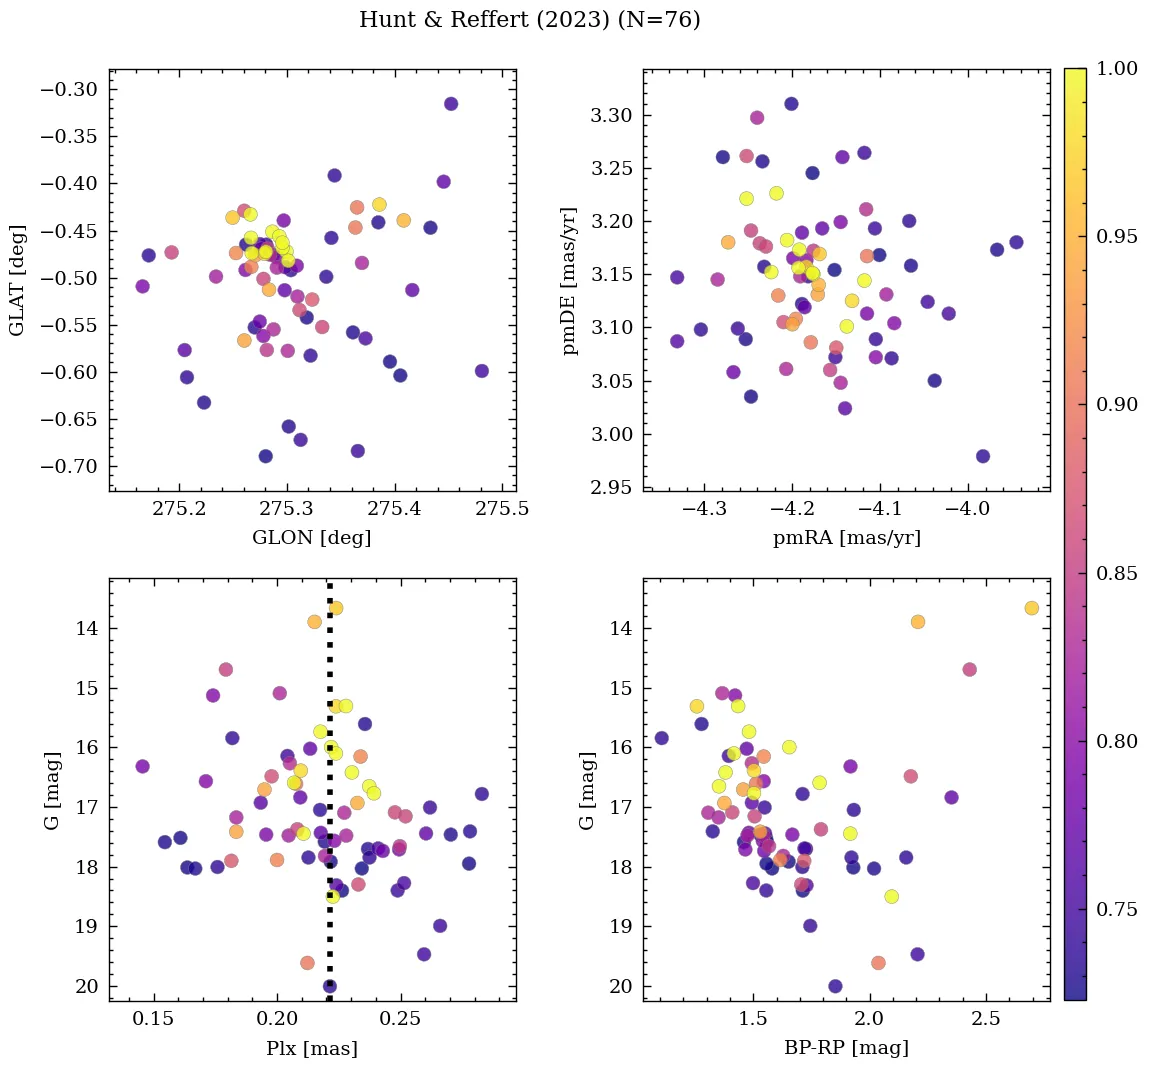 Hunt & Reffert (2023) (N=76)
−0.30
−0.35
−0.40
−0.45
−0.50
−0.55
−0.60
−0.65
−0.70
GLAT [deg]
275.2 275.3 275.4 275.5
GLON [deg]
3.30
3.25
3.20
3.15
3.10
3.05
3.00
2.95
pmDE [mas/yr]
−4.3 −4.2 −4.1 −4.0
pmRA [mas/yr]
14
15
16
17
18
19
20
G [mag]
0.15 0.20 0.25
Plx [mas]
14
15
16
17
18
19
20
G [mag]
1.5 2.0 2.5
BP-RP [mag]
1.00
0.95
0.90
0.85
0.80
0.75